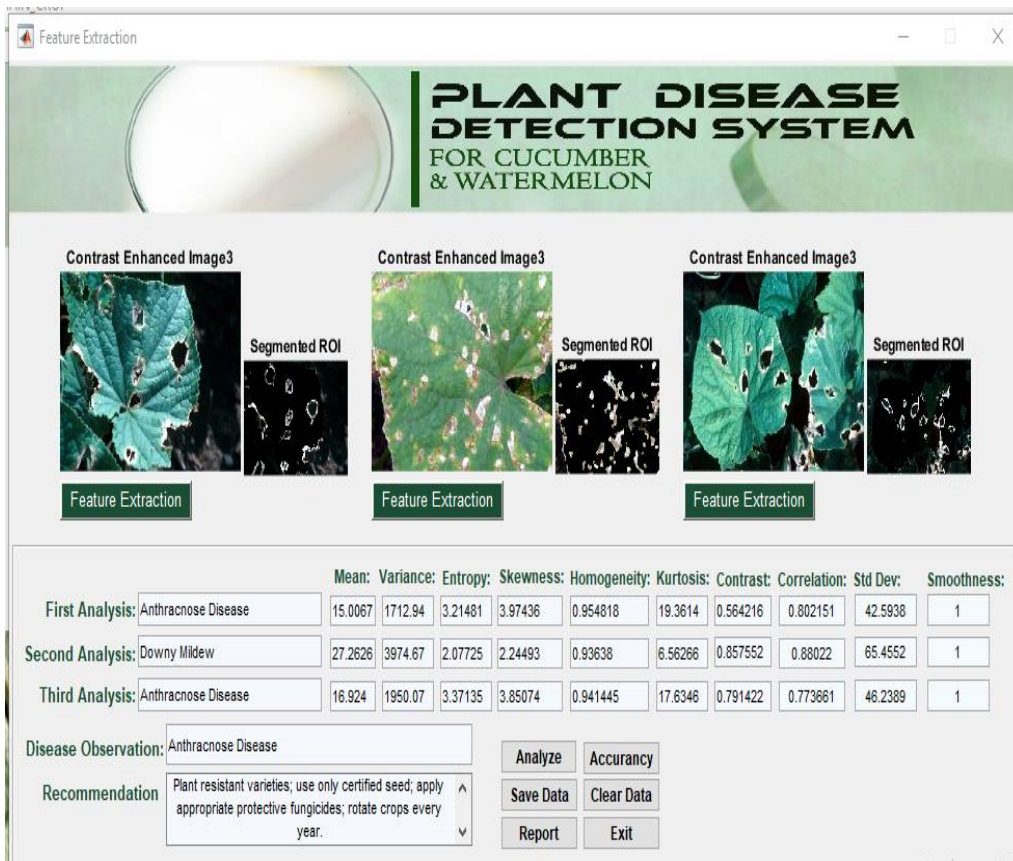 Feature Extraction
PLANT DISEASE
DETECTION SYSTEM
FOR CUCUMBER
& WATERMELON
Contrast Enhanced Image3
Segmented ROI
Feature Extraction
Contrast Enhanced Image3
Segmented ROI
Feature Extraction
Contrast Enhanced Image3
Segmented ROI
Feature Extraction
Mean: Variance: Entropy: Skewness: Homogeneity: Kurtosis: Contrast: Correlation: Std Dev: Smoothness:
First Analysis: Anthracnose Disease 15.0067 1712.94 3.21481 3.97436 0.954818 19.3614 0.564216 0.802151 42.5938 1
Second Analysis: Downy Mildew 27.2626 3974.67 2.07725 2.24493 0.93638 6.56266 0.857552 0.88022 65.4552 1
Third Analysis: Anthracnose Disease 16.924 1950.07 3.37135 3.85074 0.941445 17.6346 0.791422 0.773661 46.2389 1
Disease Observation: Anthracnose Disease
Recommendation
Plant resistant varieties; use only certified seed; apply
appropriate protective fungicides; rotate crops every
year.
Analyze Accurancy
Save Data Clear Data
Report Exit